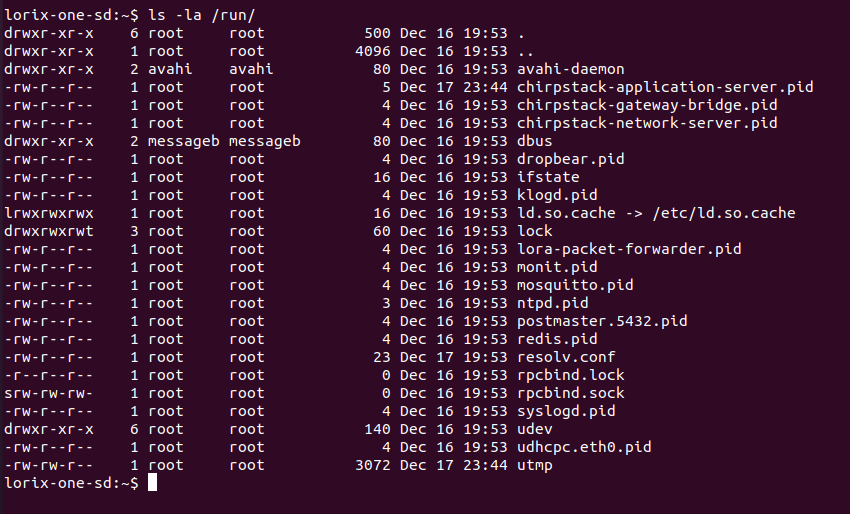 lorix-one-sd:~$ ls -la /run/
drwxr-xr-x    6 root     root           500 Dec 16 19:53 .
drwxr-xr-x    1 root     root          4096 Dec 16 19:53 ..
drwxr-xr-x    2 avahi    avahi           80 Dec 16 19:53 avahi-daemon
-rw-r--r--    1 root     root             5 Dec 17 23:44 chirpstack-application-server.pid
-rw-r--r--    1 root     root             4 Dec 16 19:53 chirpstack-gateway-bridge.pid
-rw-r--r--    1 root     root             4 Dec 16 19:53 chirpstack-network-server.pid
drwxr-xr-x    2 messageb messageb        80 Dec 16 19:53 dbus
-rw-r--r--    1 root     root             4 Dec 16 19:53 dropbear.pid
-rw-r--r--    1 root     root            16 Dec 16 19:53 ifstate
-rw-r--r--    1 root     root             4 Dec 16 19:53 klogd.pid
lrwxrwxrwx    1 root     root            16 Dec 16 19:53 ld.so.cache -> /etc/ld.so.cache
drwxrwxrwt    3 root     root            60 Dec 16 19:53 lock
-rw-r--r--    1 root     root             4 Dec 16 19:53 lora-packet-forwarder.pid
-rw-r--r--    1 root     root             4 Dec 16 19:53 monit.pid
-rw-r--r--    1 root     root             4 Dec 16 19:53 mosquitto.pid
-rw-r--r--    1 root     root             3 Dec 16 19:53 ntpd.pid
-rw-r--r--    1 root     root             4 Dec 16 19:53 postmaster.5432.pid
-rw-r--r--    1 root     root             4 Dec 16 19:53 redis.pid
-rw-r--r--    1 root     root            23 Dec 17 19:53 resolv.conf
-r--r--r--    1 root     root             0 Dec 16 19:53 rpcbind.lock
srw-rw-rw-    1 root     root             0 Dec 16 19:53 rpcbind.sock
-rw-r--r--    1 root     root             4 Dec 16 19:53 syslogd.pid
drwxr-xr-x    6 root     root           140 Dec 16 19:53 udev
-rw-r--r--    1 root     root             4 Dec 16 19:53 udhcpc.eth0.pid
-rw-rw-r--    1 root     root          3072 Dec 17 23:44 utmp
lorix-one-sd:~$